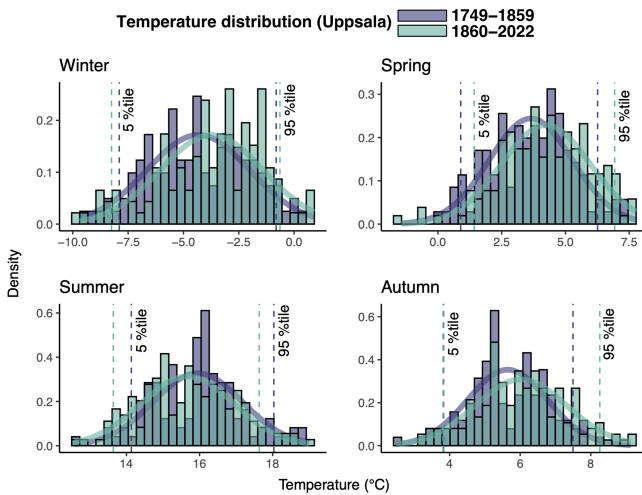 Temperature distribution (Uppsala)
1749−1859
1860−2022
Winter
5 %tile
95 %tile
0.2
0.1
0.0
−10.0 −7.5 −5.0 −2.5 0.0
Spring
5 %tile
95 %tile
0.3
0.2
0.1
0.0
0.0 2.5 5.0 7.5
Density
Summer
5 %tile
95 %tile
0.6
0.4
0.2
0.0
14 16 18
Autumn
5 %tile
95 %tile
0.6
0.4
0.2
0.0
4 6 8
Temperature (°C)